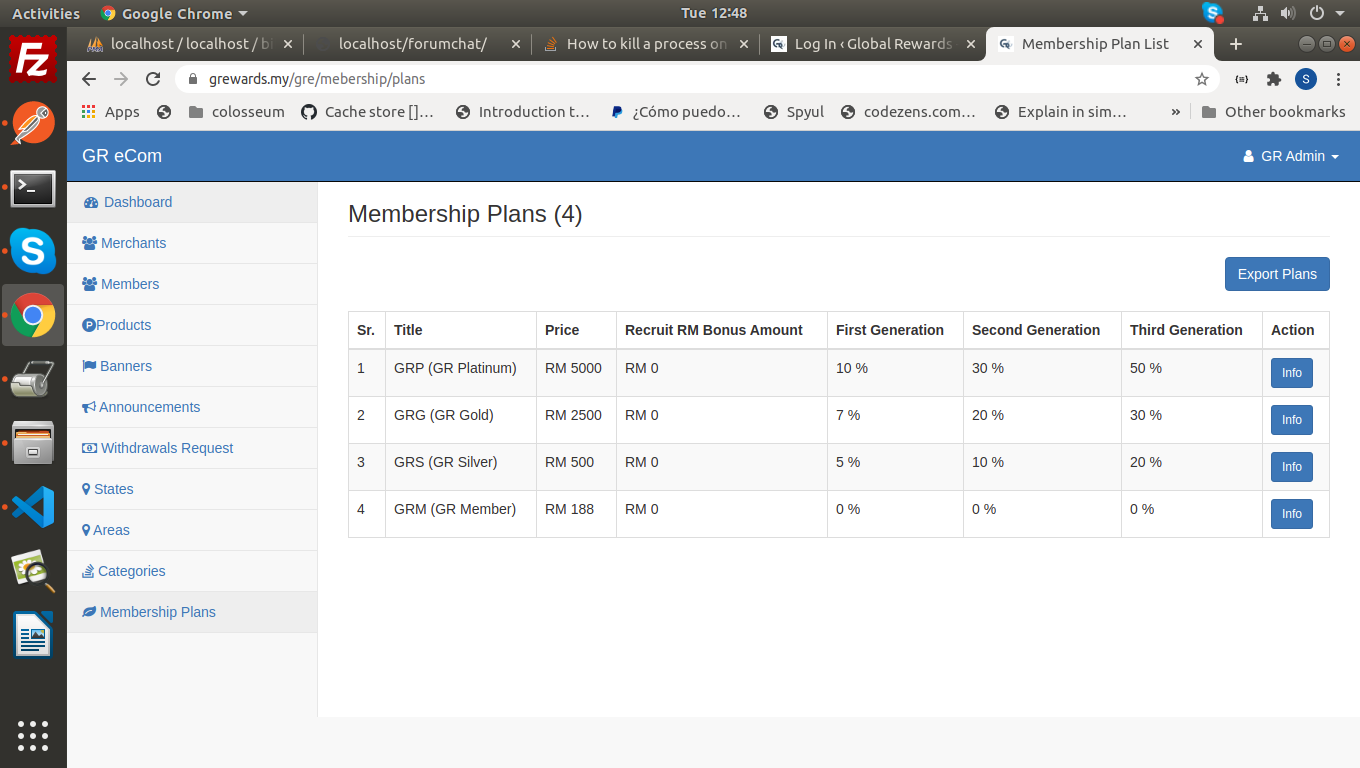 Activities
Google Chrome
Tue 12:48
localhost / localhost / bi
localhost/forumchat/
How to kill a process on
Log In ‹ Global Rewards
Membership Plan List
grewards.my/gre/mebership/plans
S
Apps
colosseum
Cache store []…
Introduction t…
¿Cómo puedo…
Spyul
codezens.com…
Explain in sim…
»
Other bookmarks
GR eCom
GR Admin
Dashboard
Merchants
Members
Products
Banners
Announcements
Withdrawals Request
States
Areas
Categories
Membership Plans
Membership Plans (4)
Export Plans
Sr. Title Price Recruit RM Bonus Amount First Generation Second Generation Third Generation Action
1 GRP (GR Platinum) RM 5000 RM 0 10 % 30 % 50 % Info
2 GRG (GR Gold) RM 2500 RM 0 7 % 20 % 30 % Info
3 GRS (GR Silver) RM 500 RM 0 5 % 10 % 20 % Info
4 GRM (GR Member) RM 188 RM 0 0 % 0 % 0 % Info